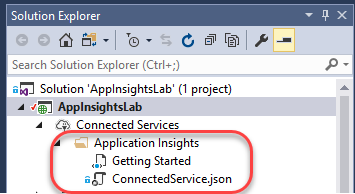 Solution Explorer
Search Solution Explorer (Ctrl+;)
Solution 'AppInsightsLab' (1 project)
AppInsightsLab
Connected Services
Application Insights
Getting Started
ConnectedService.json